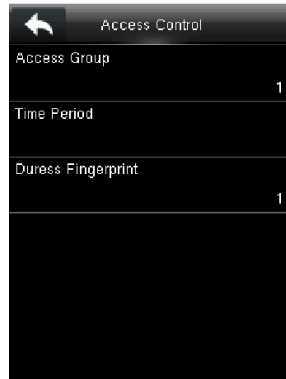 Access Control
Access Group
1
Time Period
Duress Fingerprint
1